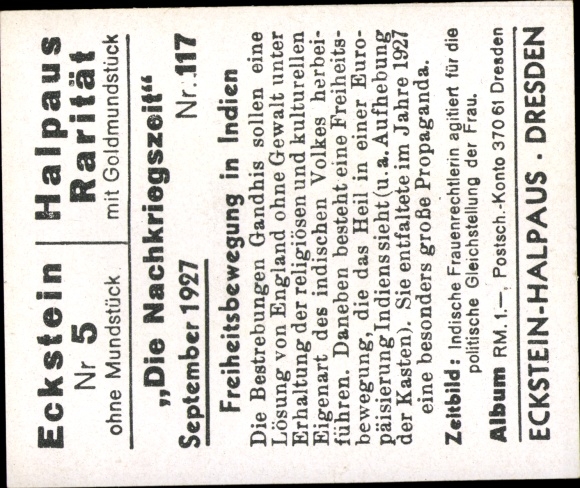 Eckstein | Halpaus
Nr 5 Rarität
ohne Mundstück. mit Goldmundstück
„Die Nachkriegszeit“
September 1927 Nr. 117
Freiheitsbewegung in Indien
Die Bestrebungen Gandhis sollen eine
Lösung von England ohne Gewalt unter
Erhaltung der religiösen und kulturellen
Eigenart des indischen Volkes herbei-
führen. Daneben besteht eine Freiheits-
bewegung, die das Heil in einer Euro-
päisierung Indiens sieht (u. a. Aufhebung
der Kasten). Sie entfaltete im Jahre 1927
eine besonders große Propaganda.
Zeitbild: Indische Frauenrechtlerin agitiert für die
politische Gleichstellung der Frau.
Album RM. 1.—, Postsch.-Konto 370 61 Dresden
ECKSTEIN-HALPAUS · DRESDEN